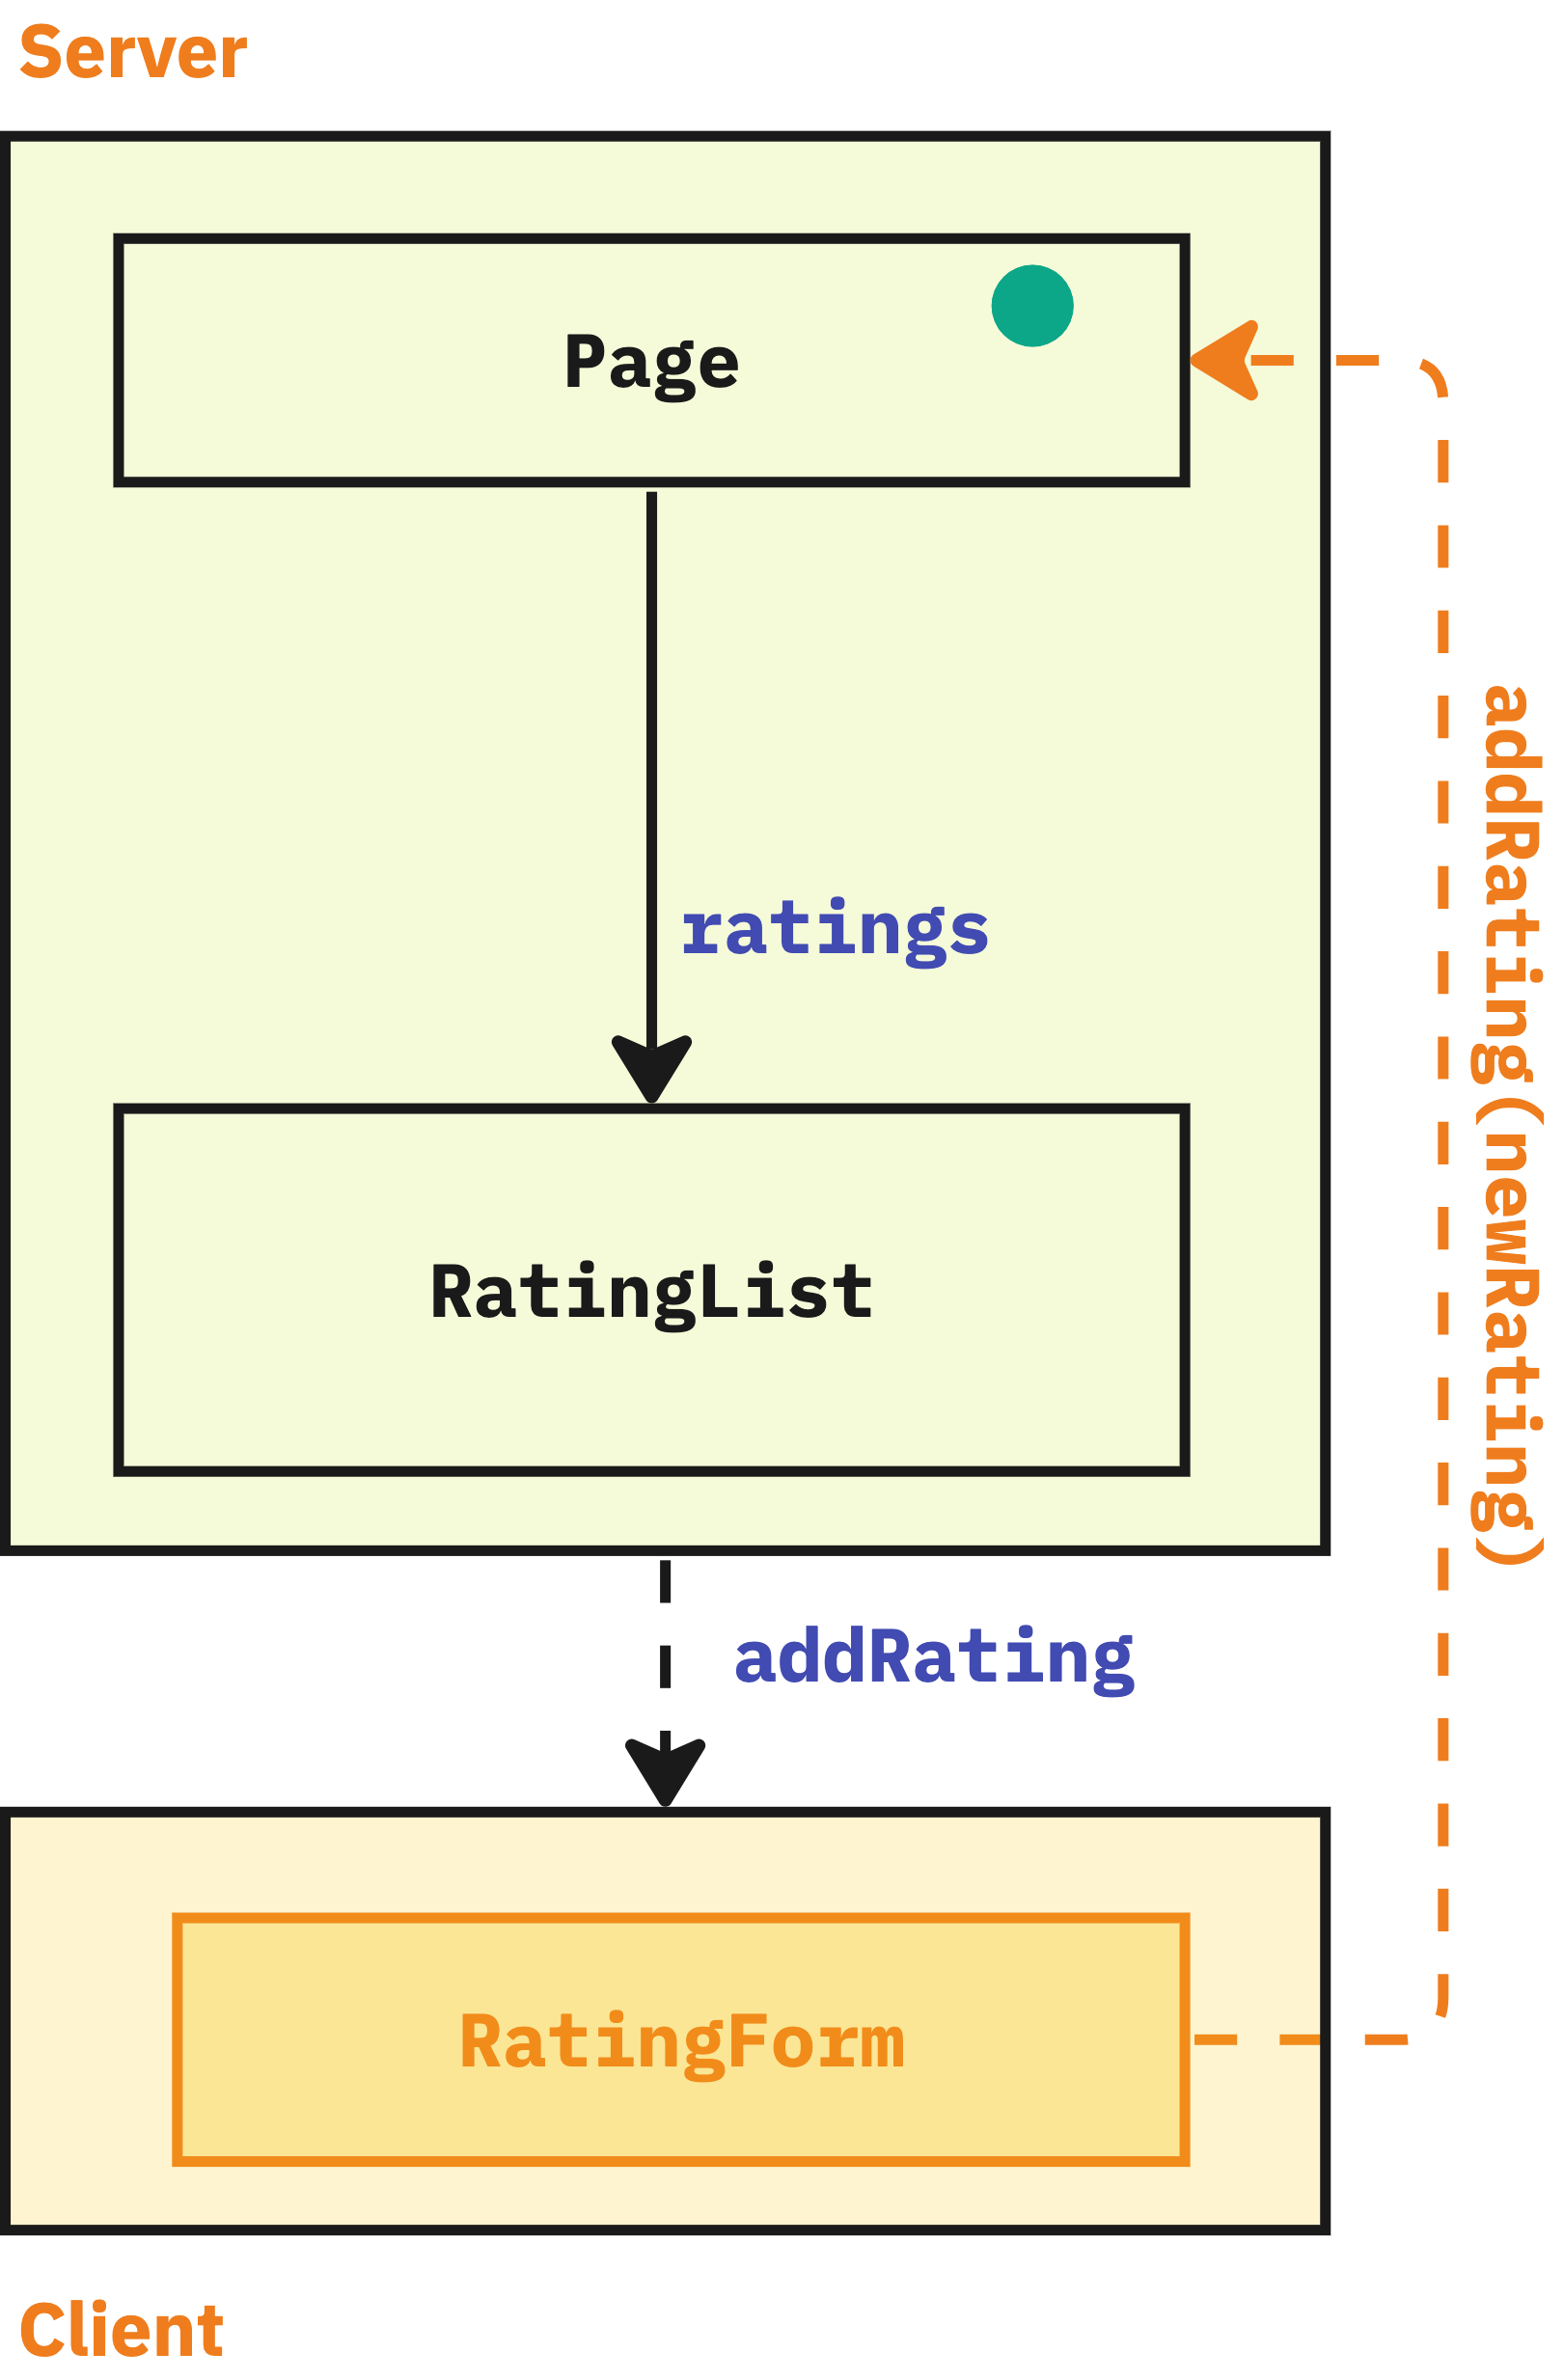 Server
Page
ratings
addRating(newRating)
RatingList
addRating
RatingForm
Client